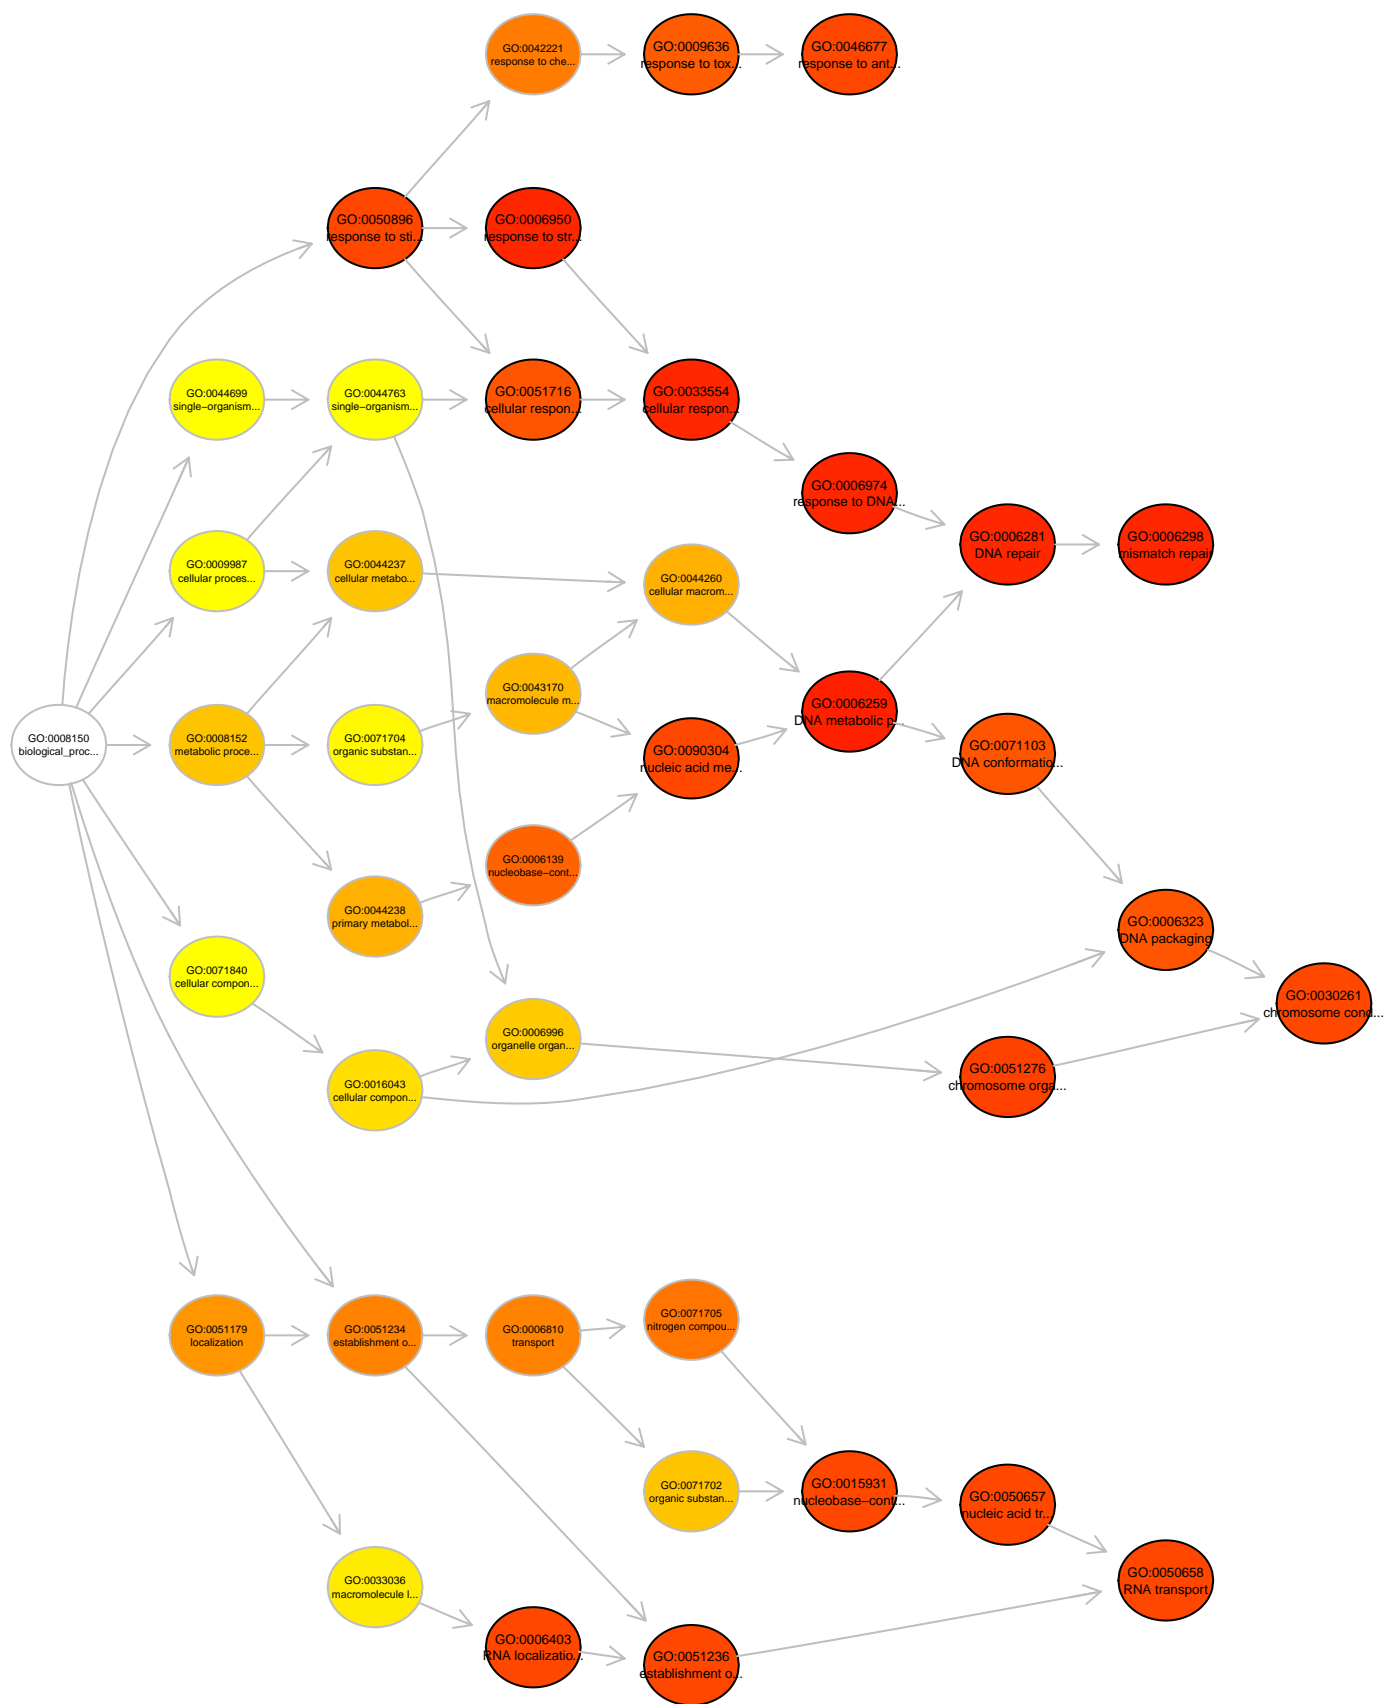 GO:0042221
response to che...
GO:0009636
response to tox...
GO:0046677
response to ant...
GO:0050896
response to sti...
GO:0006950
response to str...
GO:0044699
single−organism...
GO:0044763
single−organism...
GO:0051716
cellular respon...
GO:0033554
cellular respon...
GO:0006974
response to DNA...
GO:0006281
DNA repair
GO:0006298
mismatch repair
GO:0009987
cellular proces...
GO:0044237
cellular metabo...
GO:0044260
cellular macrom...
GO:0043170
macromolecule m...
GO:0006259
DNA metabolic p...
GO:0008150
biological_proc...
GO:0008152
metabolic proce...
GO:0071704
organic substan...
GO:0090304
nucleic acid me...
GO:0071103
DNA conformatio...
GO:0006139
nucleobase−cont...
GO:0044238
primary metabol...
GO:0006323
DNA packaging
GO:0071840
cellular compon...
GO:0030261
chromosome cond...
GO:0006996
organelle organ...
GO:0016043
cellular compon...
GO:0051276
chromosome orga...
GO:0051179
localization
GO:0051234
establishment o...
GO:0006810
transport
GO:0071705
nitrogen compou...
GO:0071702
organic substan...
GO:0015931
nucleobase−cont...
GO:0050657
nucleic acid tr...
GO:0050658
RNA transport
GO:0033036
macromolecule l...
GO:0006403
RNA localizatio...
GO:0051236
establishment o...